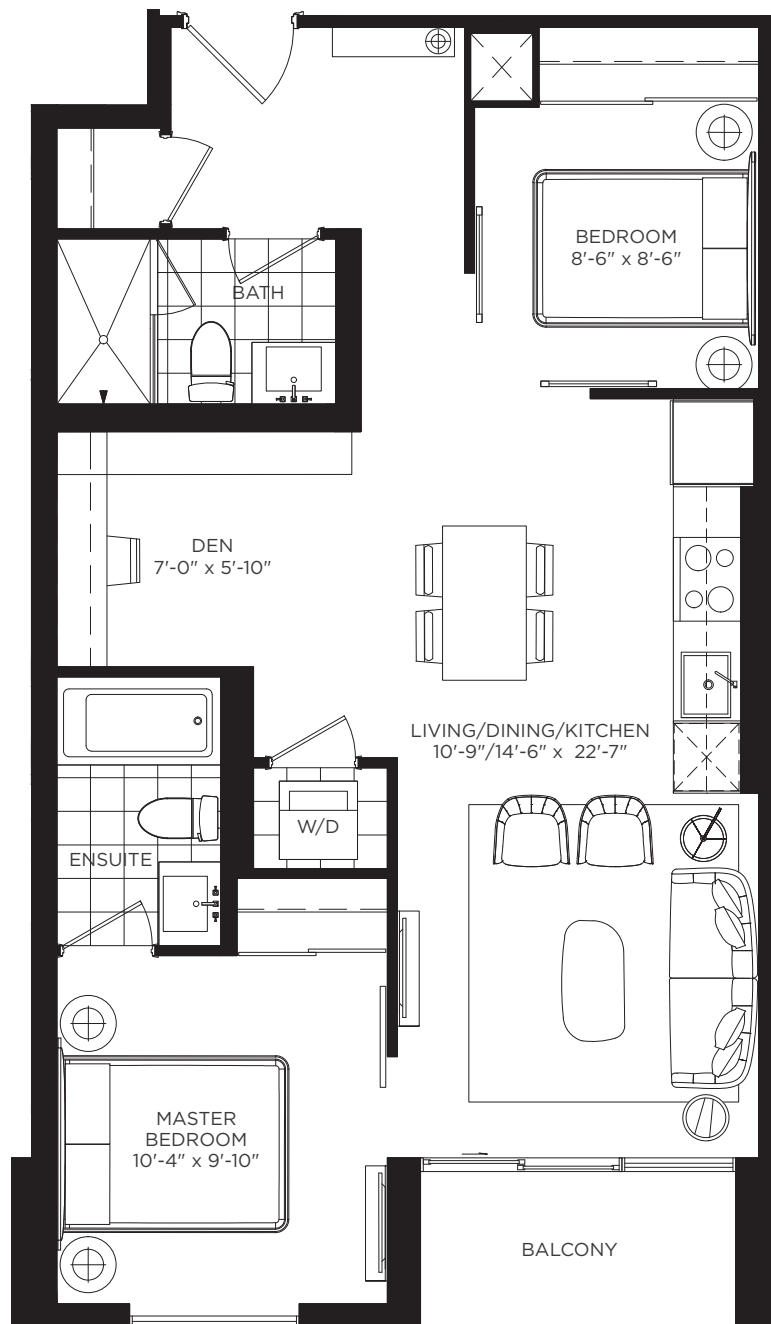 BEDROOM
8'-6" x 8'-6"
BATH
DEN
7'-0" x 5'-10"
LIVING/DINING/KITCHEN
10'-9"/14'-6" x 22'-7"
W/D
ENSUITE
MASTER
BEDROOM
10'-4" x 9'-10"
BALCONY